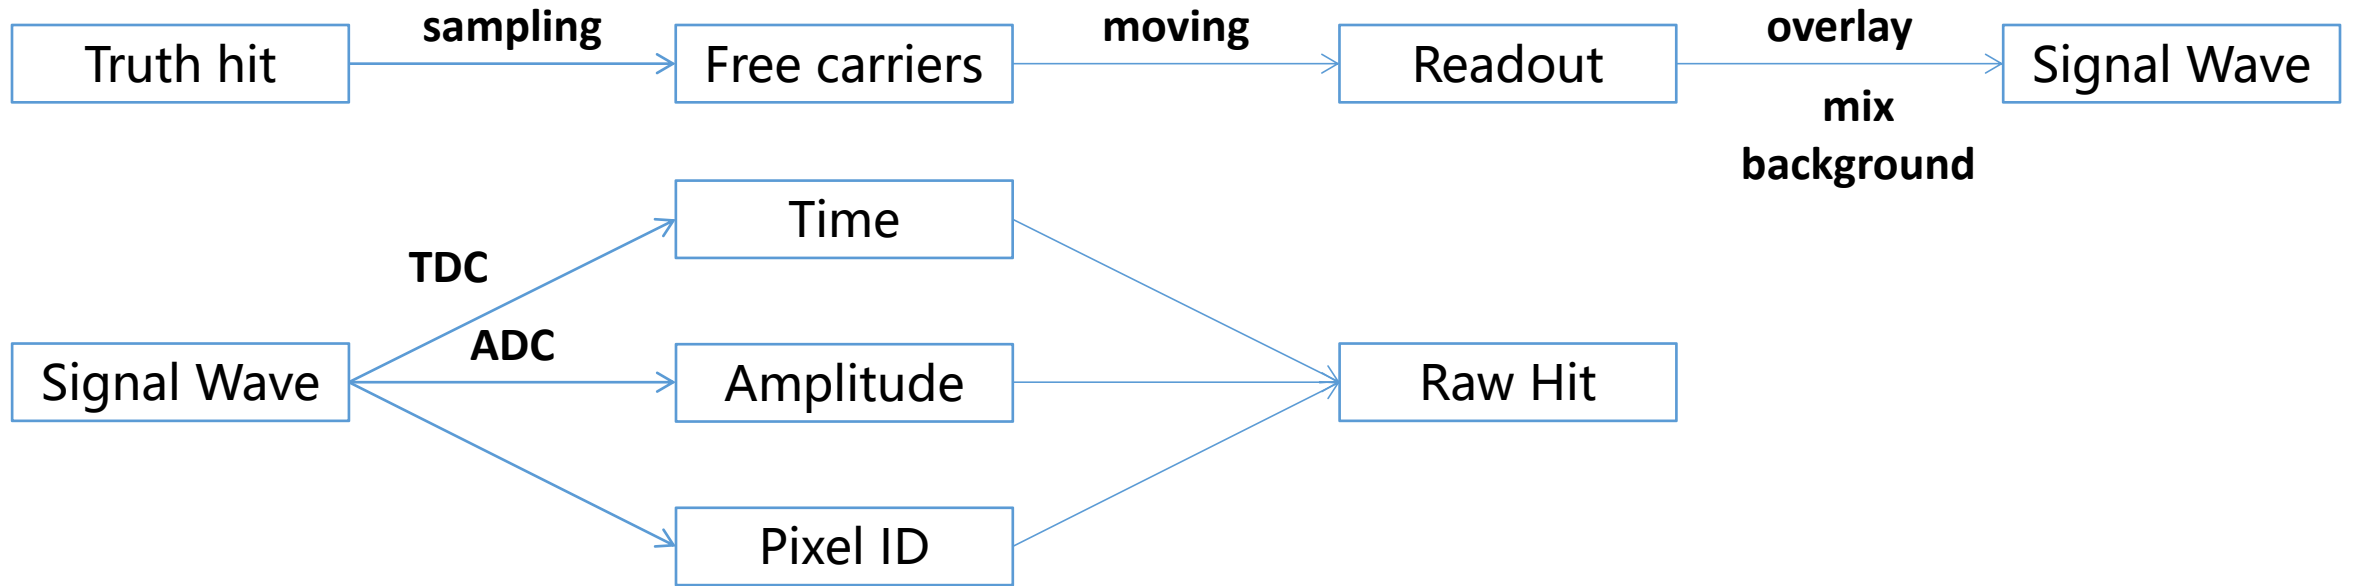 Truth hit
sampling
Free carriers
moving
Readout
overlay
mix
background
Signal Wave
Signal Wave
TDC
ADC
Time
Amplitude
Pixel ID
Raw Hit